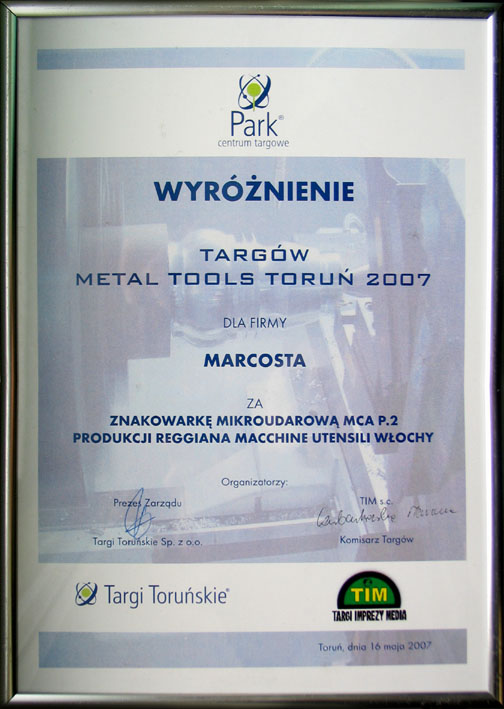 Park®
centrum targowe
WYRÓŻNIENIE
TARGÓW
METAL TOOLS TORUŃ 2007
DLA FIRMY
MARCOSTA
ZA
ZNAKOWARKĘ MIKROUDAROWĄ MCA P.2
PRODUKCJI REGGIANA MACCHINE UTENSILI WŁOCHY
Organizatorzy:
Prezes Zarządu
Targi Toruńskie Sp. z o.o.
TIM s.c.
Komisarz Targów
Targi Toruńskie®
TIM
TARGI IMPREZY MEDIA
Toruń, dnia 16 maja 2007